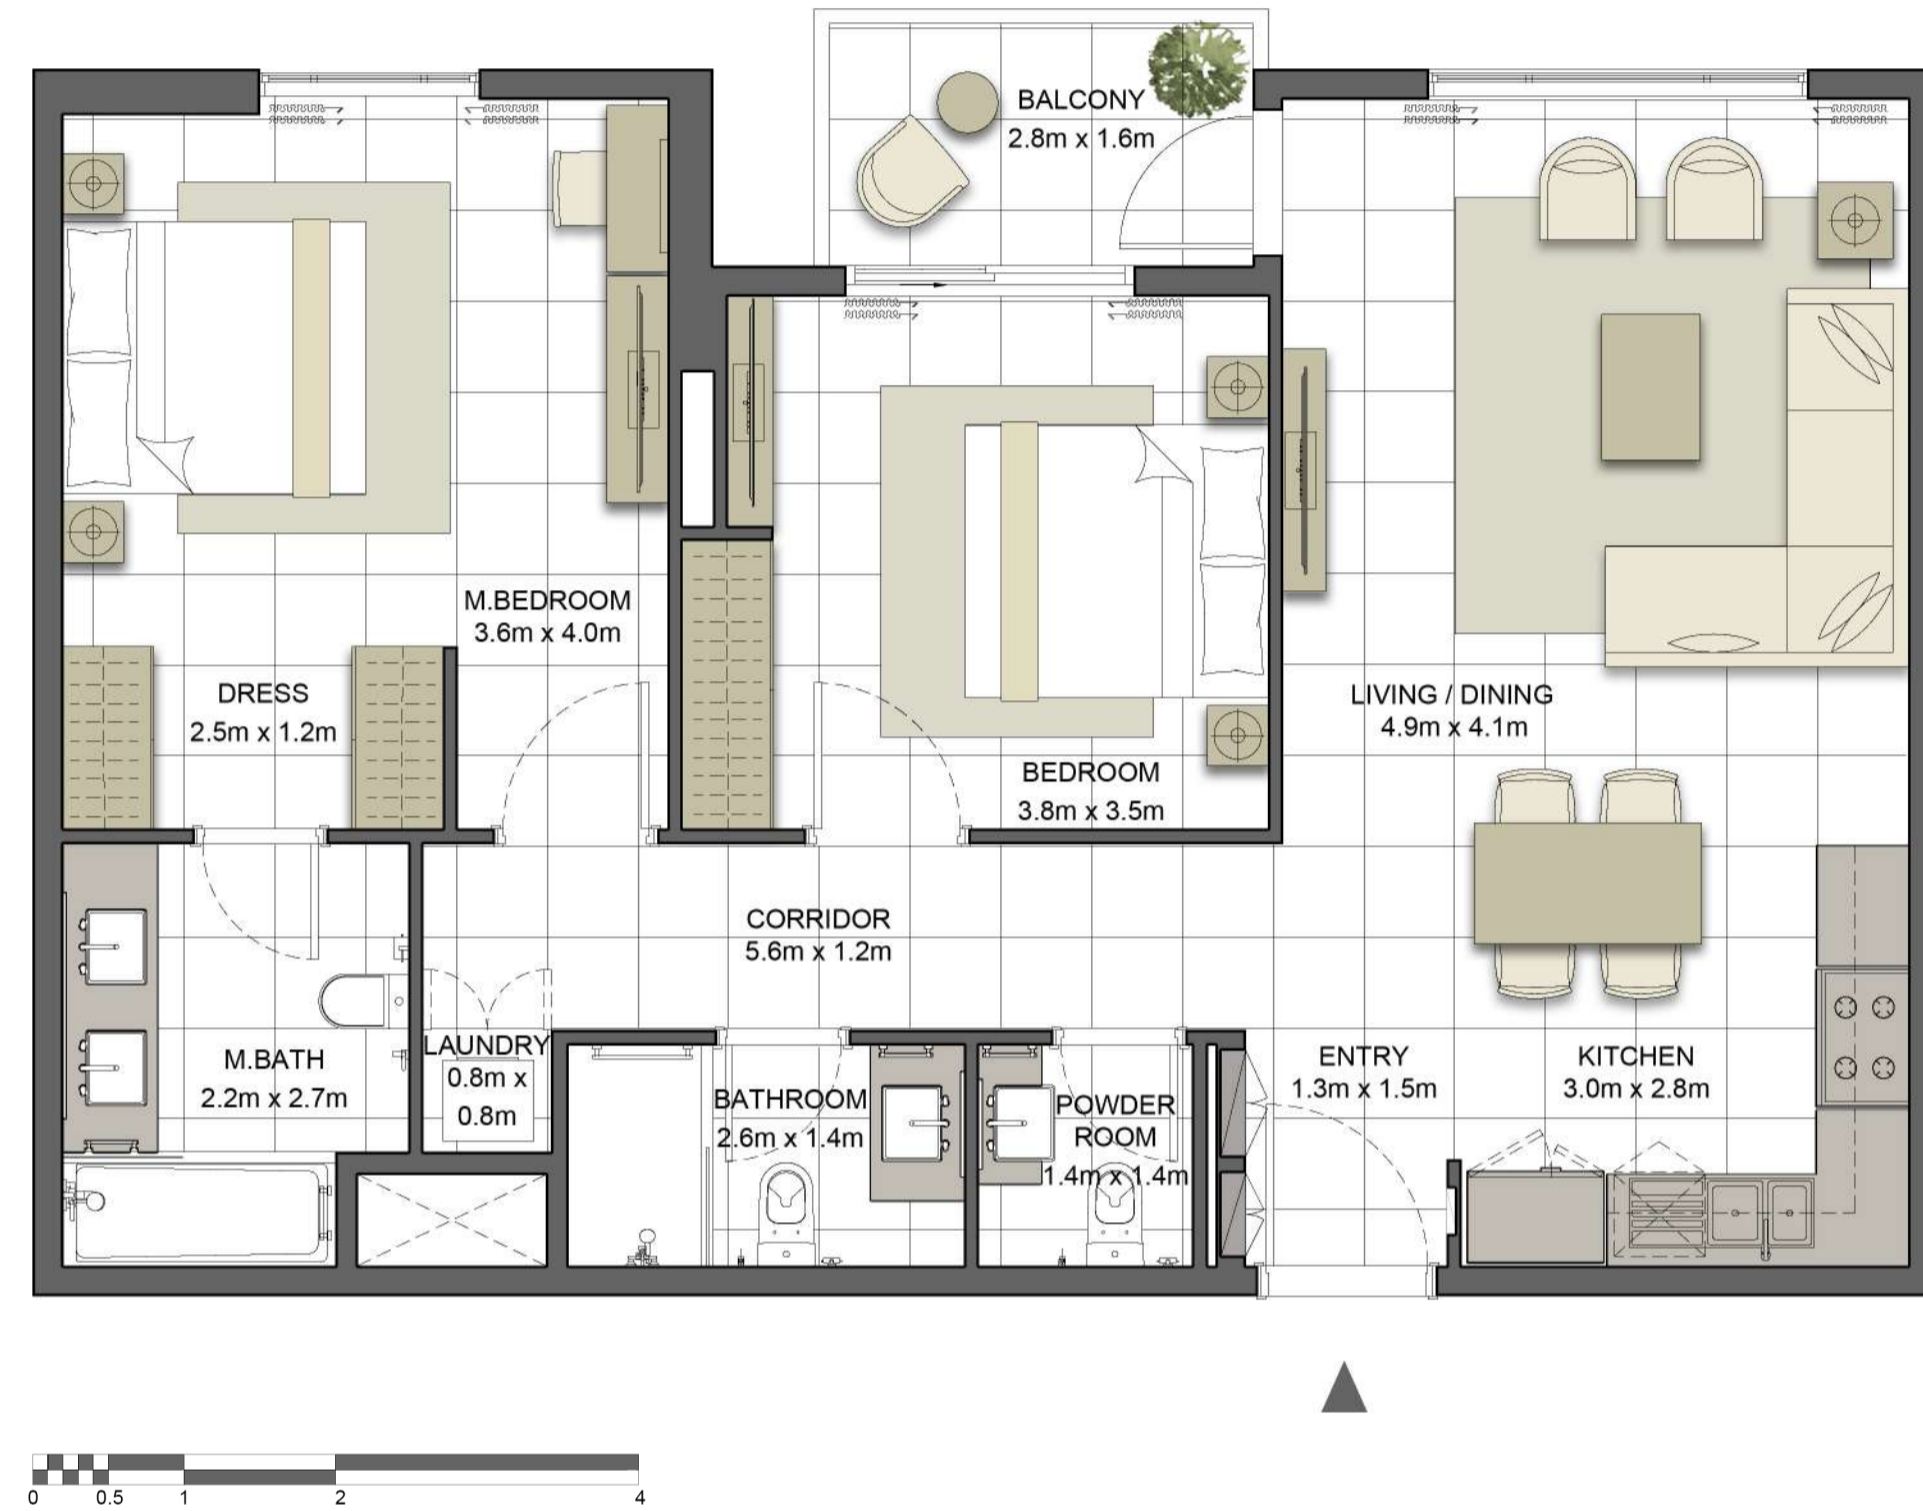 BALCONY
2.8m x 1.6m
M.BEDROOM
3.6m x 4.0m
DRESS
2.5m x 1.2m
LIVING / DINING
4.9m x 4.1m
BEDROOM
3.8m x 3.5m
CORRIDOR
5.6m x 1.2m
M.BATH
2.2m x 2.7m
LAUNDRY
0.8m x
0.8m
BATHROOM
2.6m x 1.4m
POWDER
ROOM
1.4m x 1.4m
ENTRY
1.3m x 1.5m
KITCHEN
3.0m x 2.8m
0 0.5 1 2 4